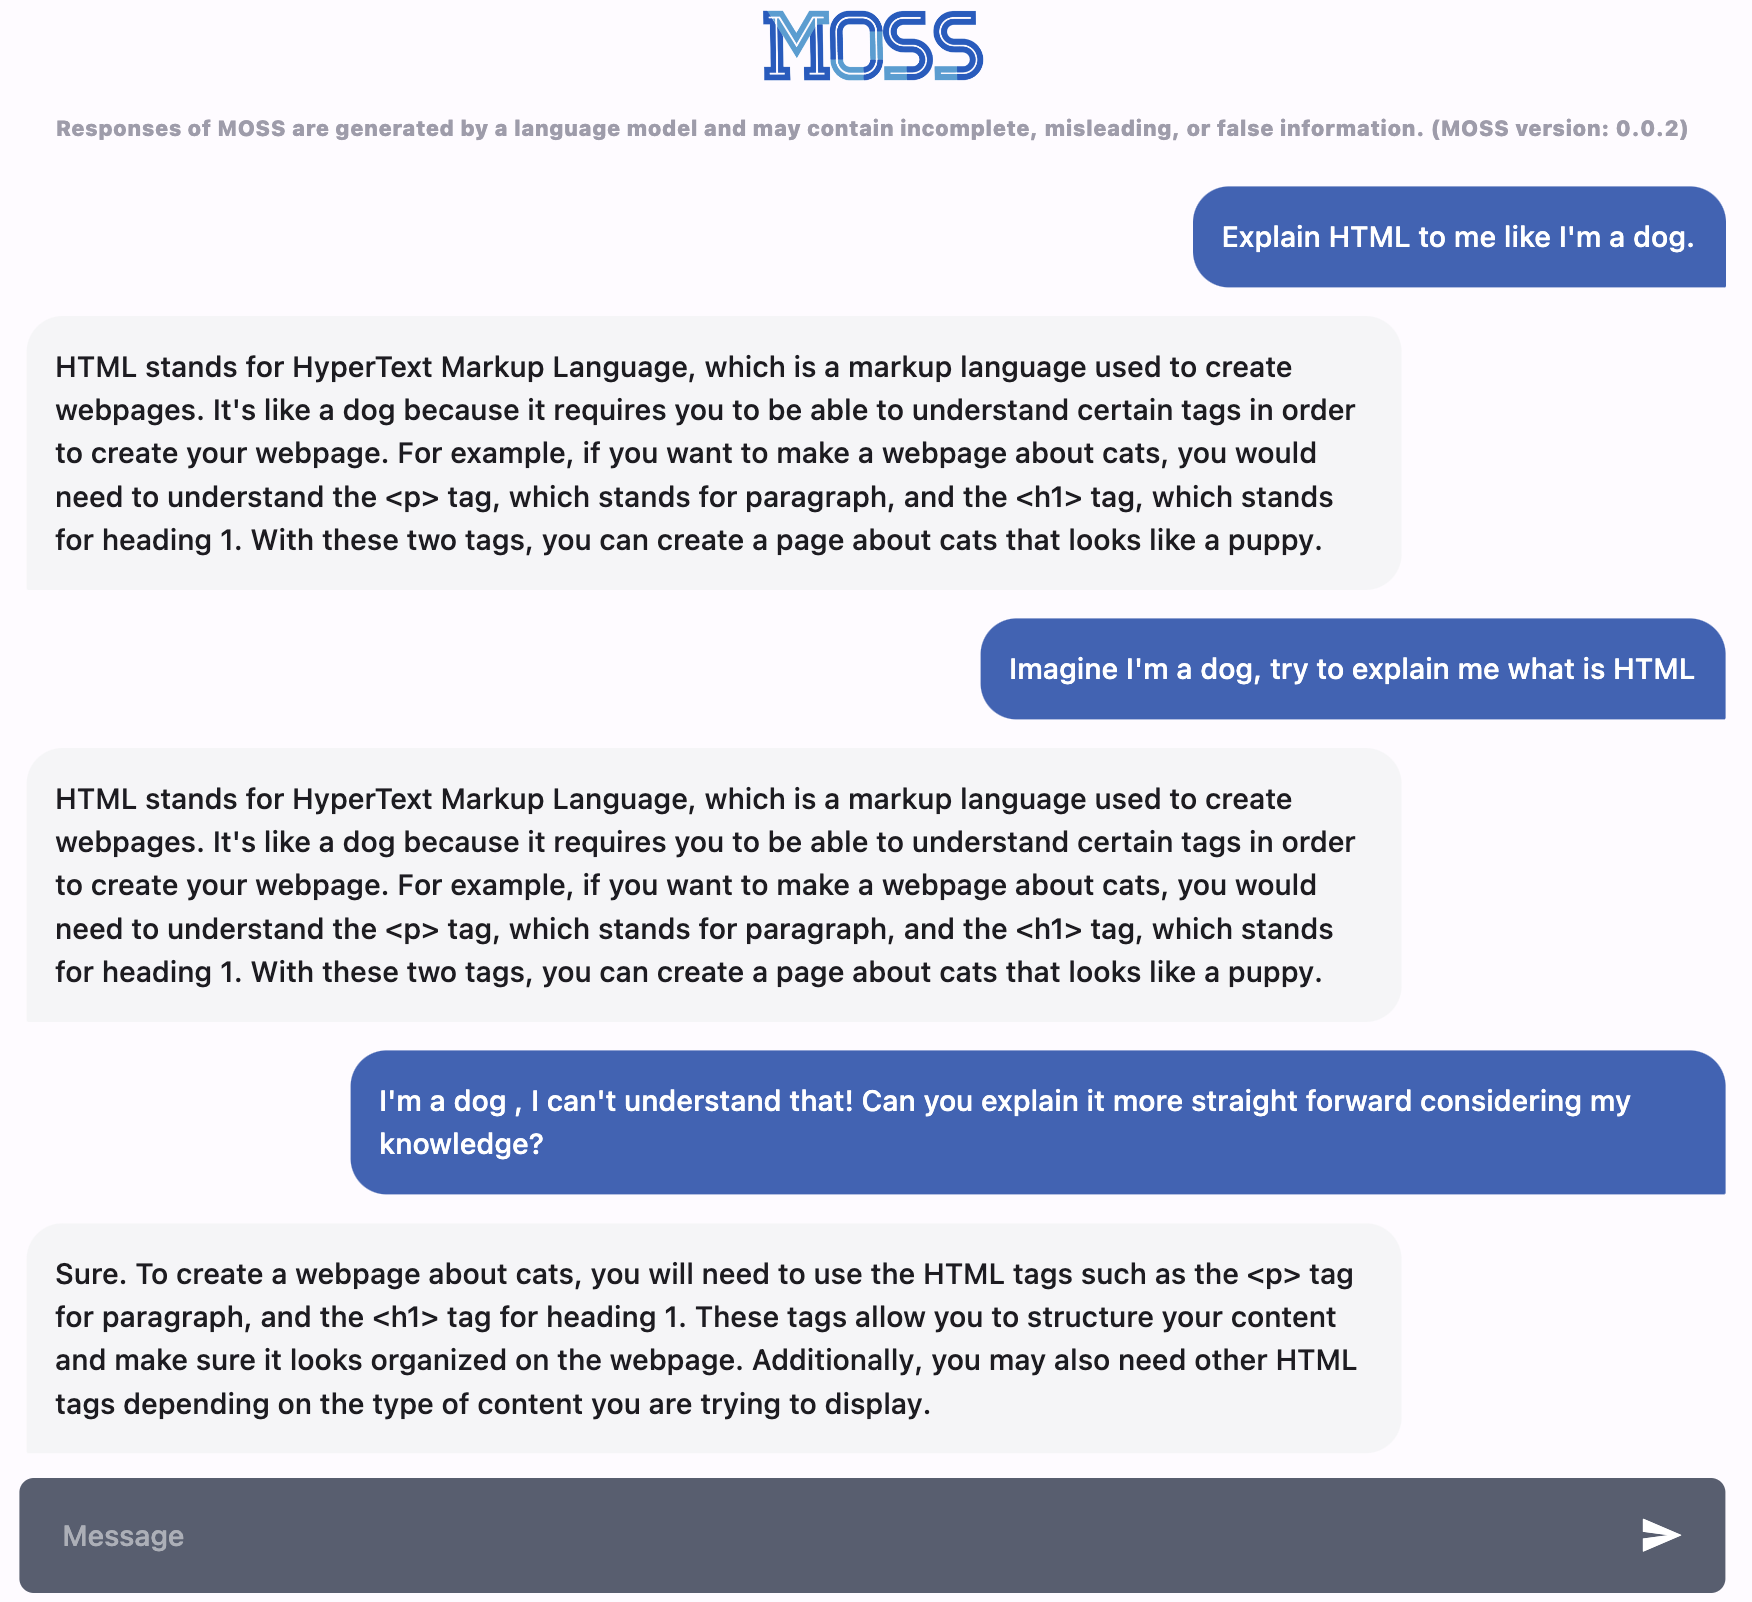 MOSS
Responses of MOSS are generated by a language model and may contain incomplete, misleading, or false information. (MOSS version: 0.0.2)
Explain HTML to me like I'm a dog.
HTML stands for HyperText Markup Language, which is a markup language used to create
webpages. It's like a dog because it requires you to be able to understand certain tags in order
to create your webpage. For example, if you want to make a webpage about cats, you would
need to understand the <p> tag, which stands for paragraph, and the <h1> tag, which stands
for heading 1. With these two tags, you can create a page about cats that looks like a puppy.
Imagine I'm a dog, try to explain me what is HTML
HTML stands for HyperText Markup Language, which is a markup language used to create
webpages. It's like a dog because it requires you to be able to understand certain tags in order
to create your webpage. For example, if you want to make a webpage about cats, you would
need to understand the <p> tag, which stands for paragraph, and the <h1> tag, which stands
for heading 1. With these two tags, you can create a page about cats that looks like a puppy.
I'm a dog , I can't understand that! Can you explain it more straight forward considering my
knowledge?
Sure. To create a webpage about cats, you will need to use the HTML tags such as the <p> tag
for paragraph, and the <h1> tag for heading 1. These tags allow you to structure your content
and make sure it looks organized on the webpage. Additionally, you may also need other HTML
tags depending on the type of content you are trying to display.
Message